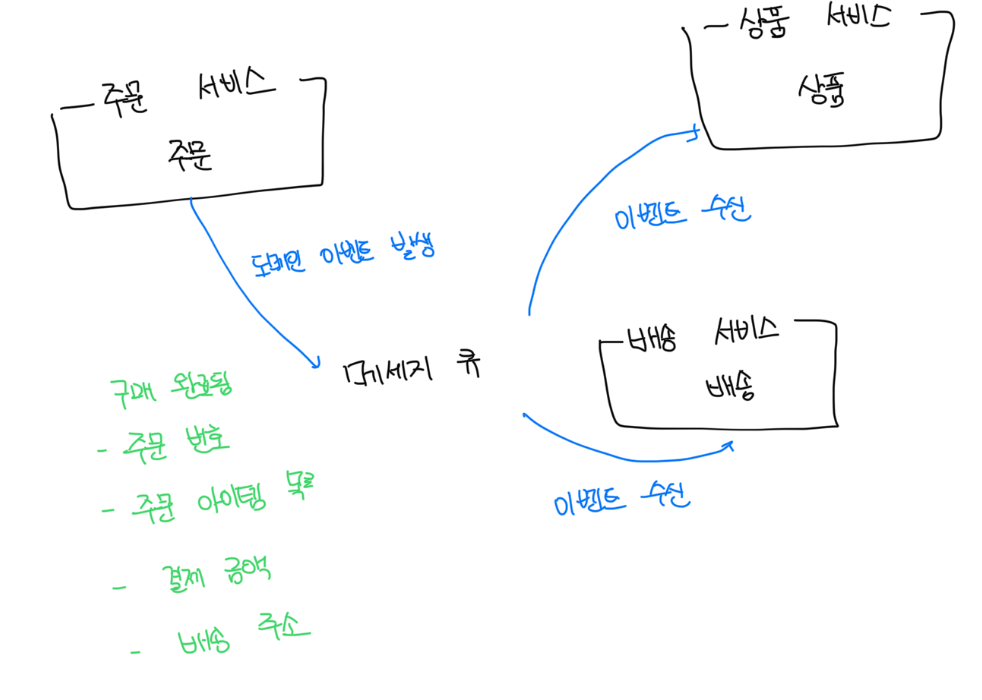 주문 서비스
주문
상품 서비스
상품
도메인 이벤트 발생
이벤트 수신
메세지 큐
배송 서비스
배송
이벤트 수신
구매 완료됨
- 주문 번호
- 주문 아이템 목록
- 결제 금액
- 배송 주소